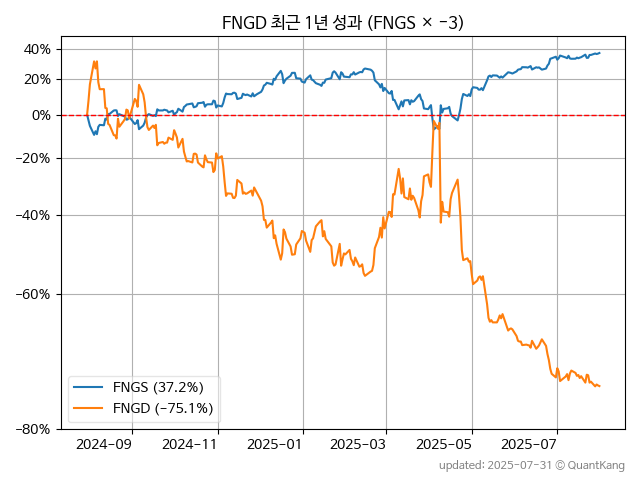 FNGD 최근 1년 성과 (FNGS × −3)
40%
20%
0%
−20%
−40%
−60%
−80%
FNGS (37.2%)
FNGD (−75.1%)
2024−09 2024−11 2025−01 2025−03 2025−05 2025−07
updated: 2025-07-31 © QuantKang